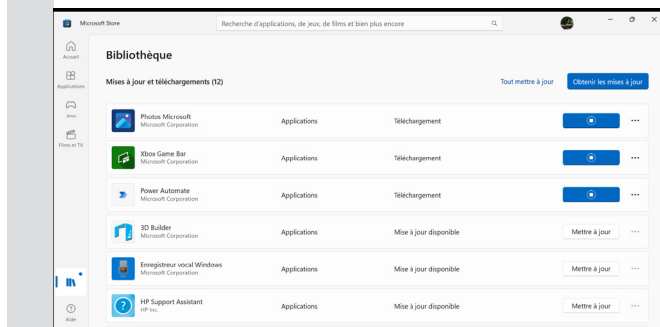 Microsoft Store
Recherche d'applications, de jeux, de films et bien plus encore
Accueil
Applications
Jeux
Films et TV
Aide
Bibliothèque
Mises à jour et téléchargements (12)
Tout mettre à jour
Obtenir les mises à jour
Photos Microsoft
Microsoft Corporation
Applications
Téléchargement
Xbox Game Bar
Microsoft Corporation
Applications
Téléchargement
Power Automate
Microsoft Corporation
Applications
Téléchargement
3D Builder
Microsoft Corporation
Applications
Mise à jour disponible
Mettre à jour
Enregistreur vocal Windows
Microsoft Corporation
Applications
Mise à jour disponible
Mettre à jour
HP Support Assistant
HP Inc.
Applications
Mise à jour disponible
Mettre à jour